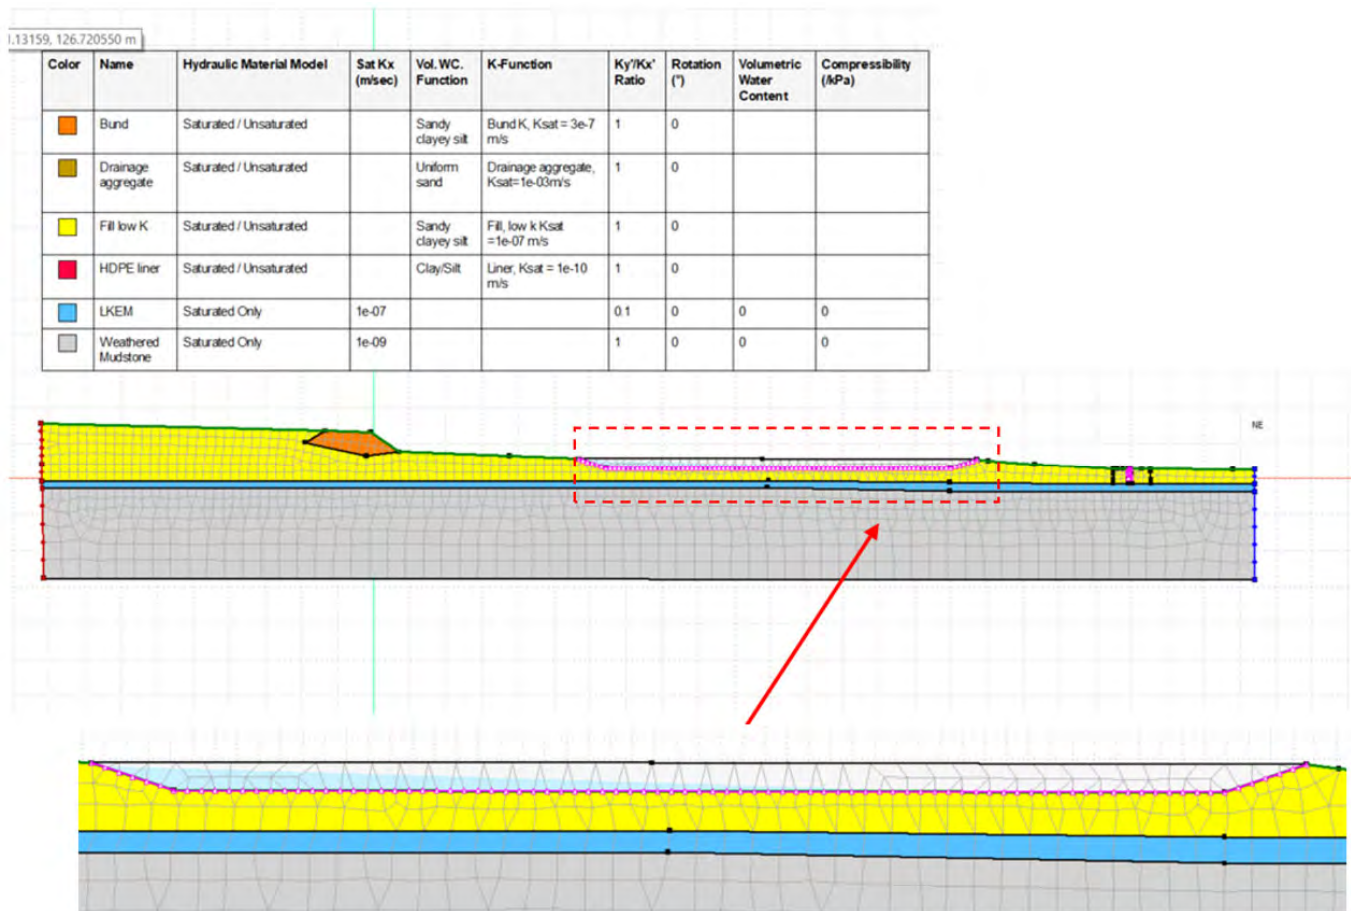 .13159, 126.720550 m
Color Name Hydraulic Material Model Sat Kx (m/sec) Vol. WC. Function K-Function Ky'/Kx' Ratio Rotation (°) Volumetric Water Content Compressibility (/kPa)
Bund Saturated / Unsaturated Sandy clayey silt Bund K, Ksat = 3e-7 m/s 1 0
Drainage aggregate Saturated / Unsaturated Uniform sand Drainage aggregate, Ksat=1e-03m/s 1 0
Fill low K Saturated / Unsaturated Sandy clayey silt Fill, low k Ksat =1e-07 m/s 1 0
HDPE liner Saturated / Unsaturated Clay/Silt Liner, Ksat = 1e-10 m/s 1 0
LKEM Saturated Only 1e-07 0.1 0 0 0
Weathered Mudstone Saturated Only 1e-09 1 0 0 0
NE